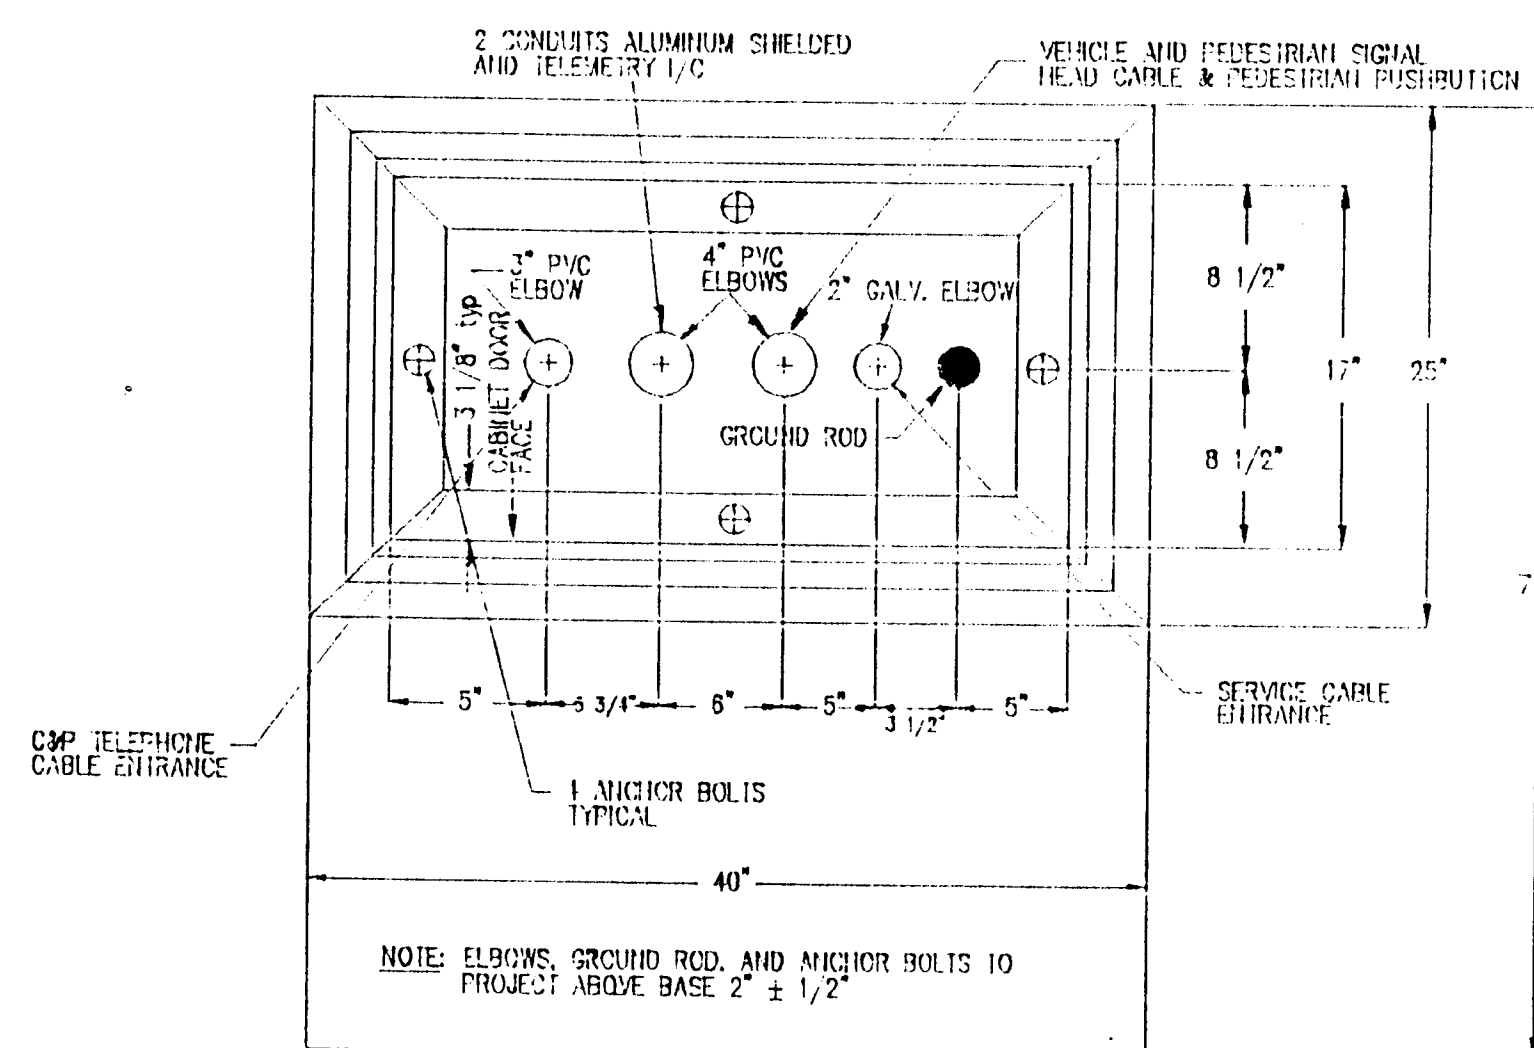 2 CONDUITS ALUMINUM SHIELDED
AND TELEMETRY I/C
VEHICLE AND PEDESTRIAN SIGNAL
HEAD CABLE & PEDESTRIAN PUSHBUTTON
3" PVC
ELBOW
4" PVC
ELBOWS
2" GALV. ELBOW
3 1/8" typ
CABINET DOOR
FACE
GROUND ROD
8 1/2"
8 1/2"
17"
25"
7
5"
3/4"
6"
5"
3 1/2"
5"
SERVICE CABLE
ENTRANCE
C&P TELEPHONE
CABLE ENTRANCE
4 ANCHOR BOLTS
TYPICAL
40"
NOTE: ELBOWS, GROUND ROD, AND ANCHOR BOLTS TO
PROJECT ABOVE BASE 2" ± 1/2"